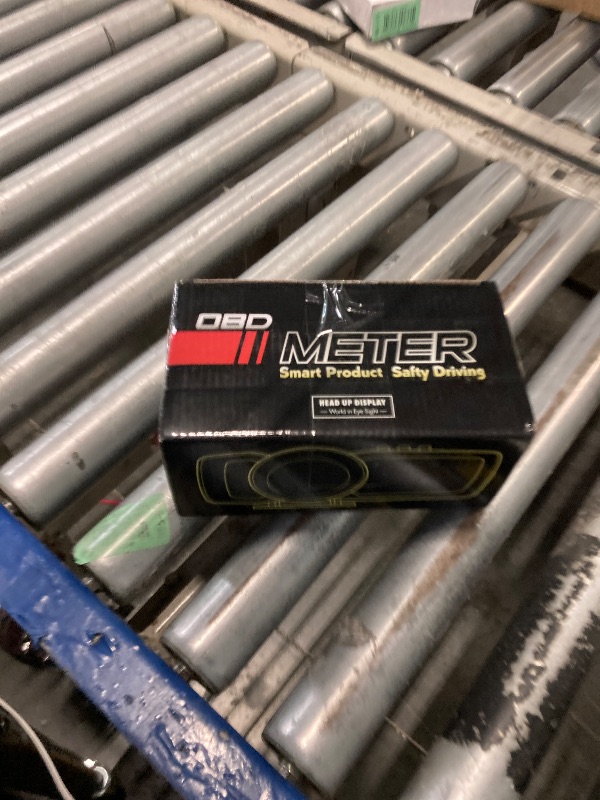 OBD
METER
Smart Product Safty Driving
HEAD UP DISPLAY
World in Eye Sight